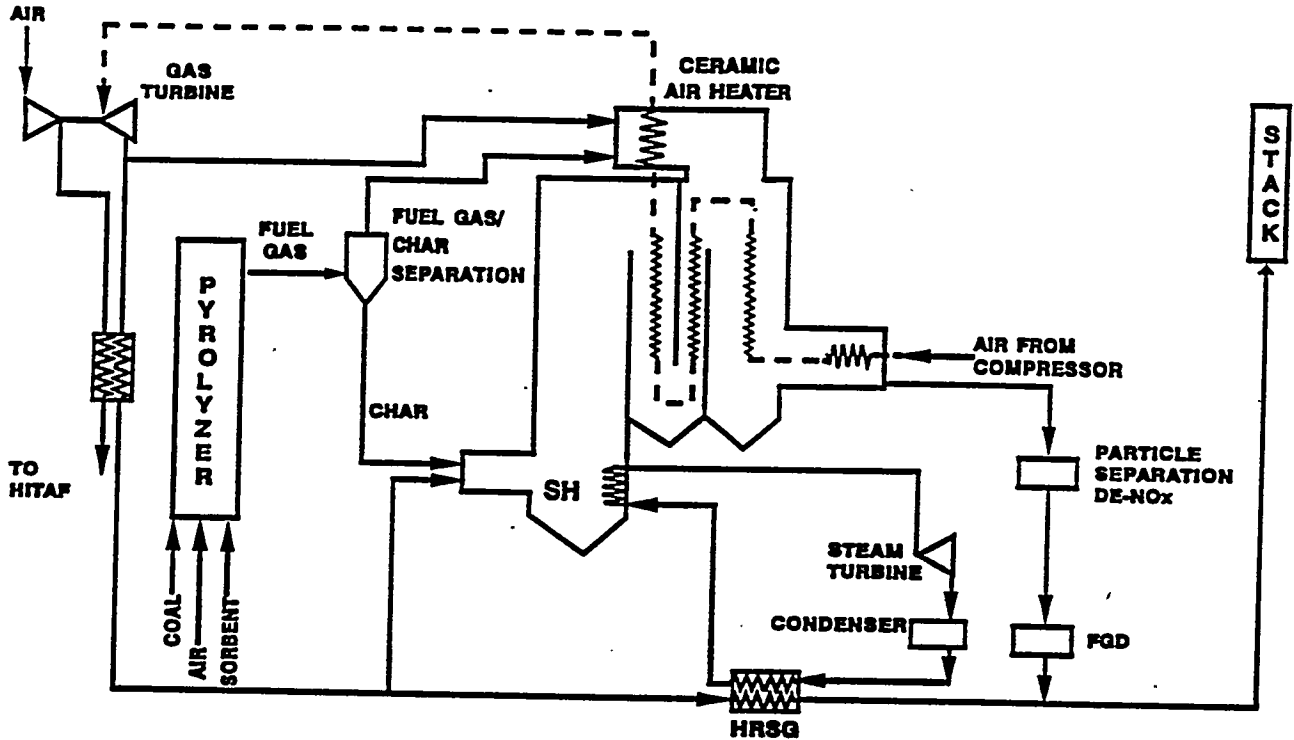 AIR
GAS
TURBINE
CERAMIC
AIR HEATER
STACK
FUEL
GAS
FUEL GAS/
CHAR
SEPARATION
PYROLYZER
AIR FROM
COMPRESSOR
CHAR
TO
HITAF
SH
PARTICLE
SEPARATION
DE-NOx
STEAM
TURBINE
COAL
AIR
SORBENT
CONDENSER
FGD
HRSG